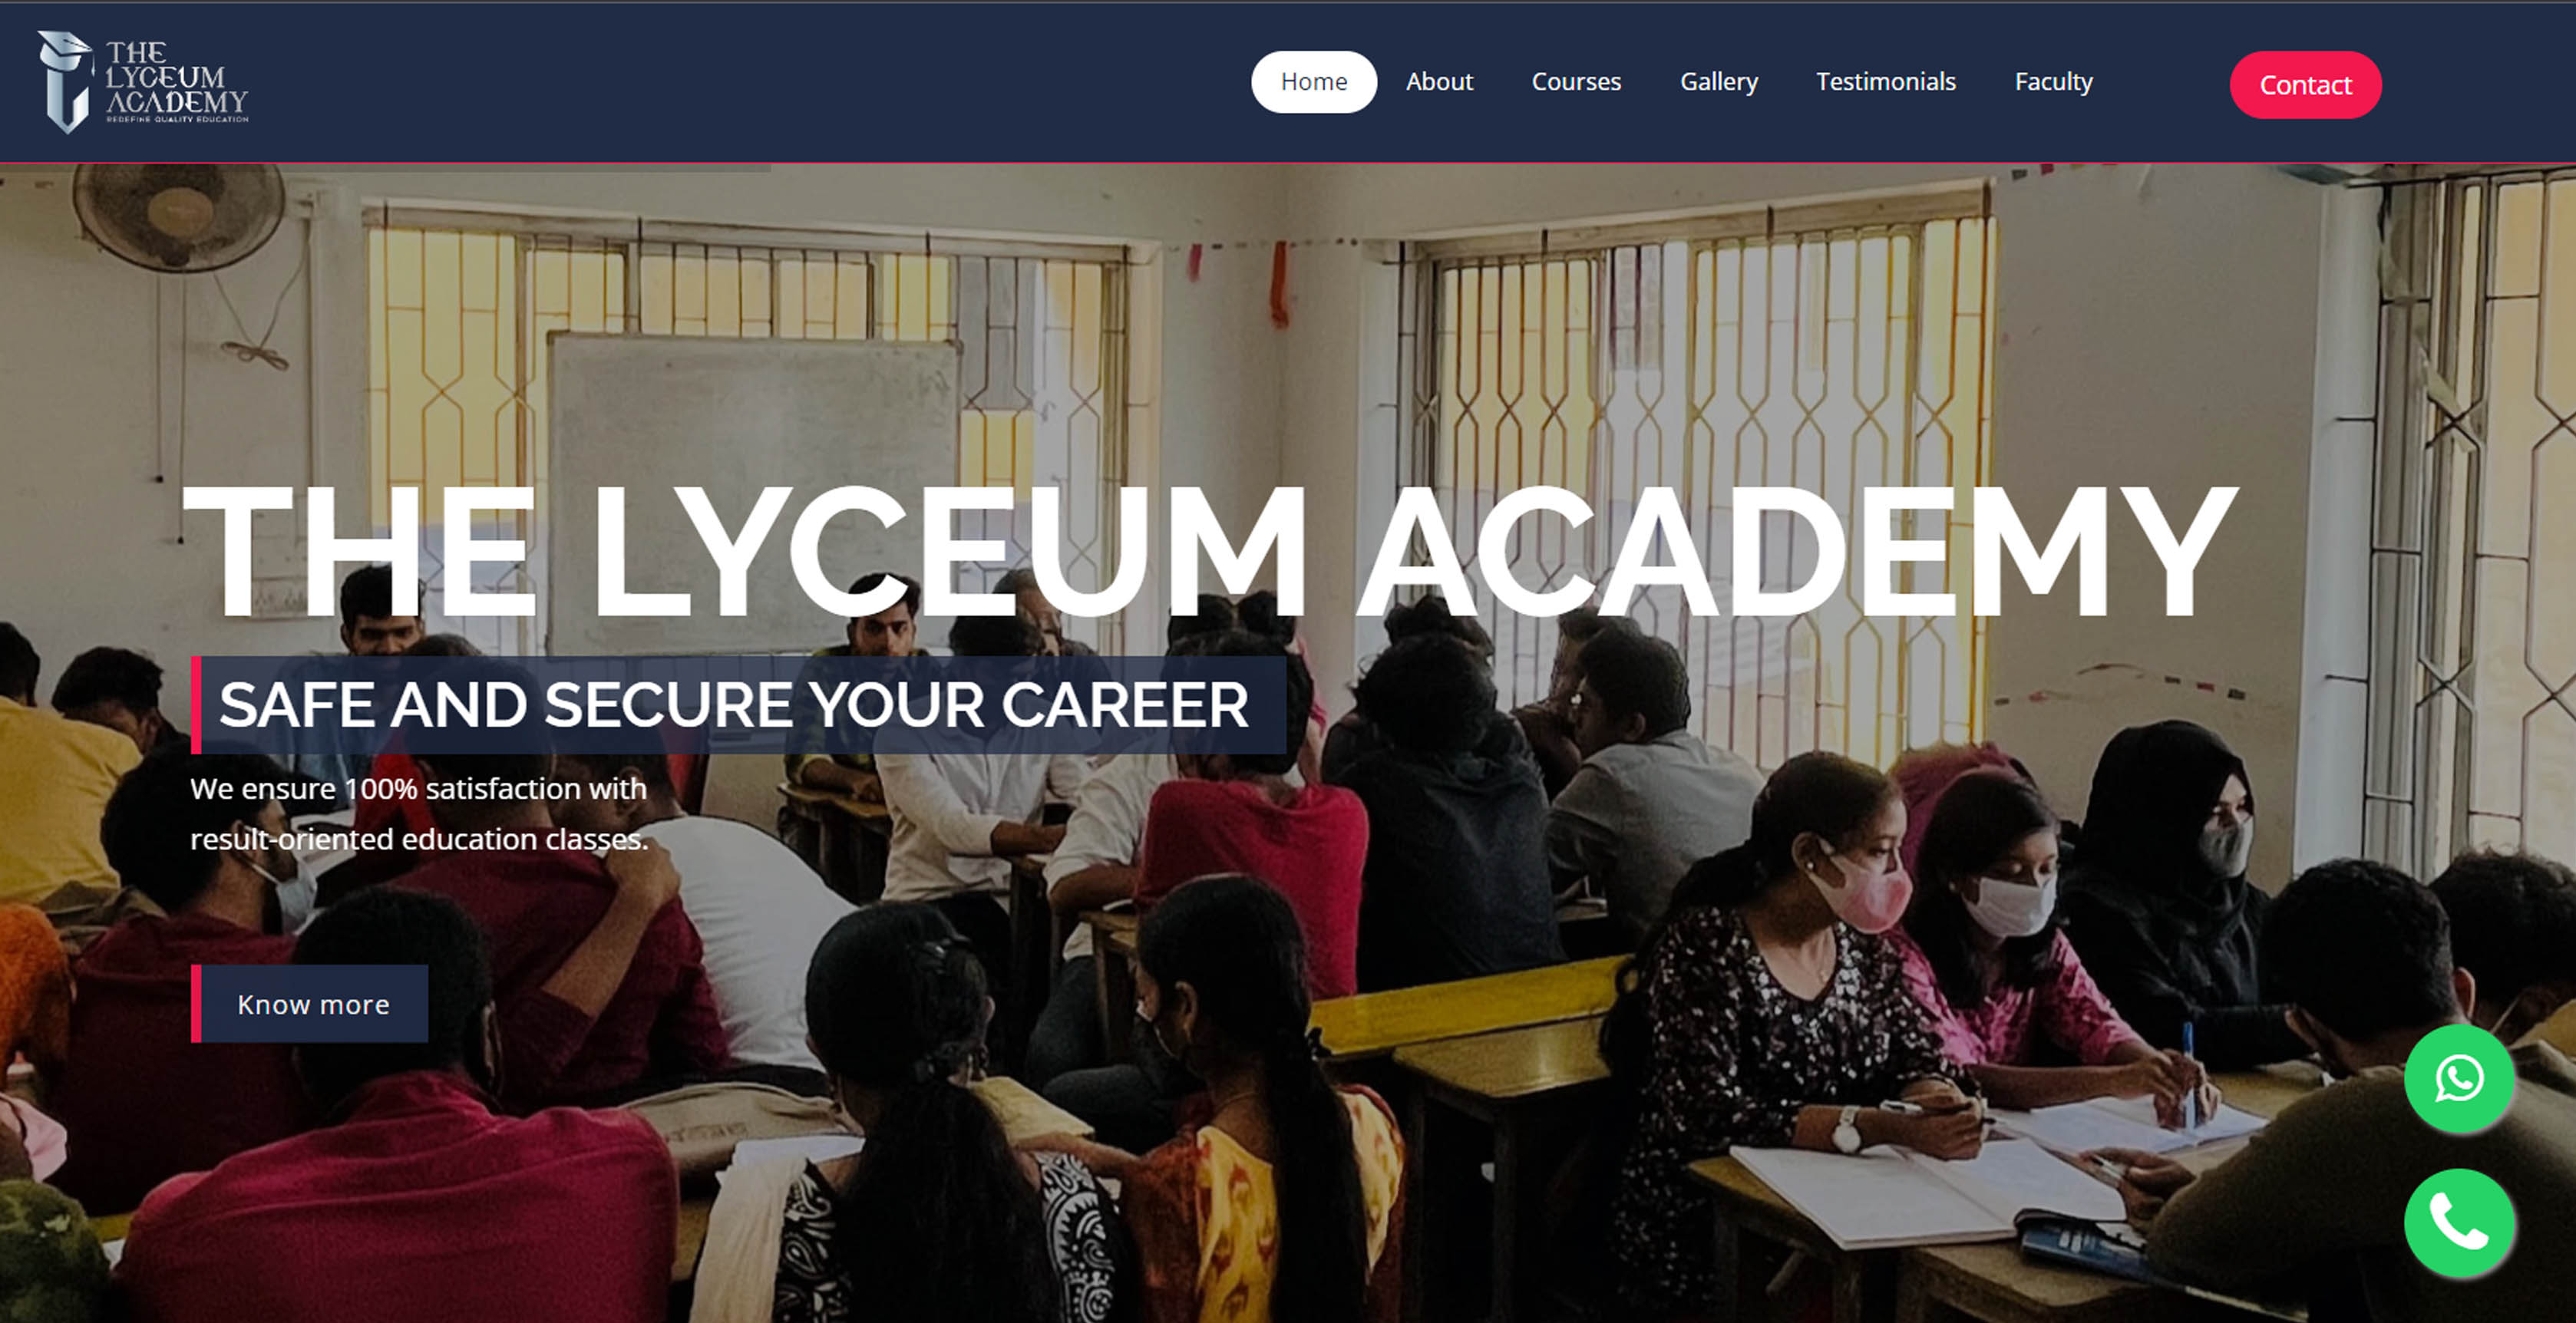 THE
LYCEUM
ACADEMY
REDEFINE QUALITY EDUCATION
Home About Courses Gallery Testimonials Faculty Contact
THE LYCEUM ACADEMY
SAFE AND SECURE YOUR CAREER
We ensure 100% satisfaction with
result-oriented education classes.
Know more